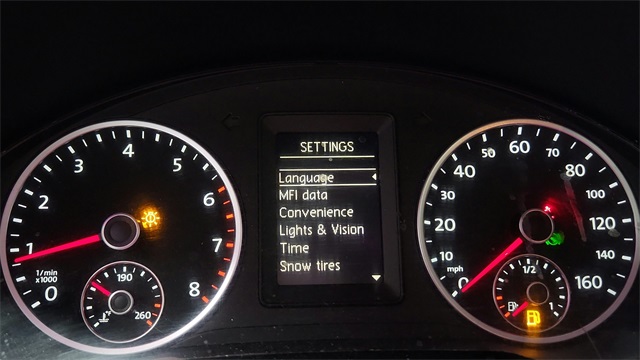 SETTINGS
Language
MFI data
Convenience
Lights & Vision
Time
Snow tires
0
1
2
3
4
5
6
7
8
1/min
x1000
190
260
0
10
20
30
40
50
60
70
80
100
120
140
160
mph
1/2
1